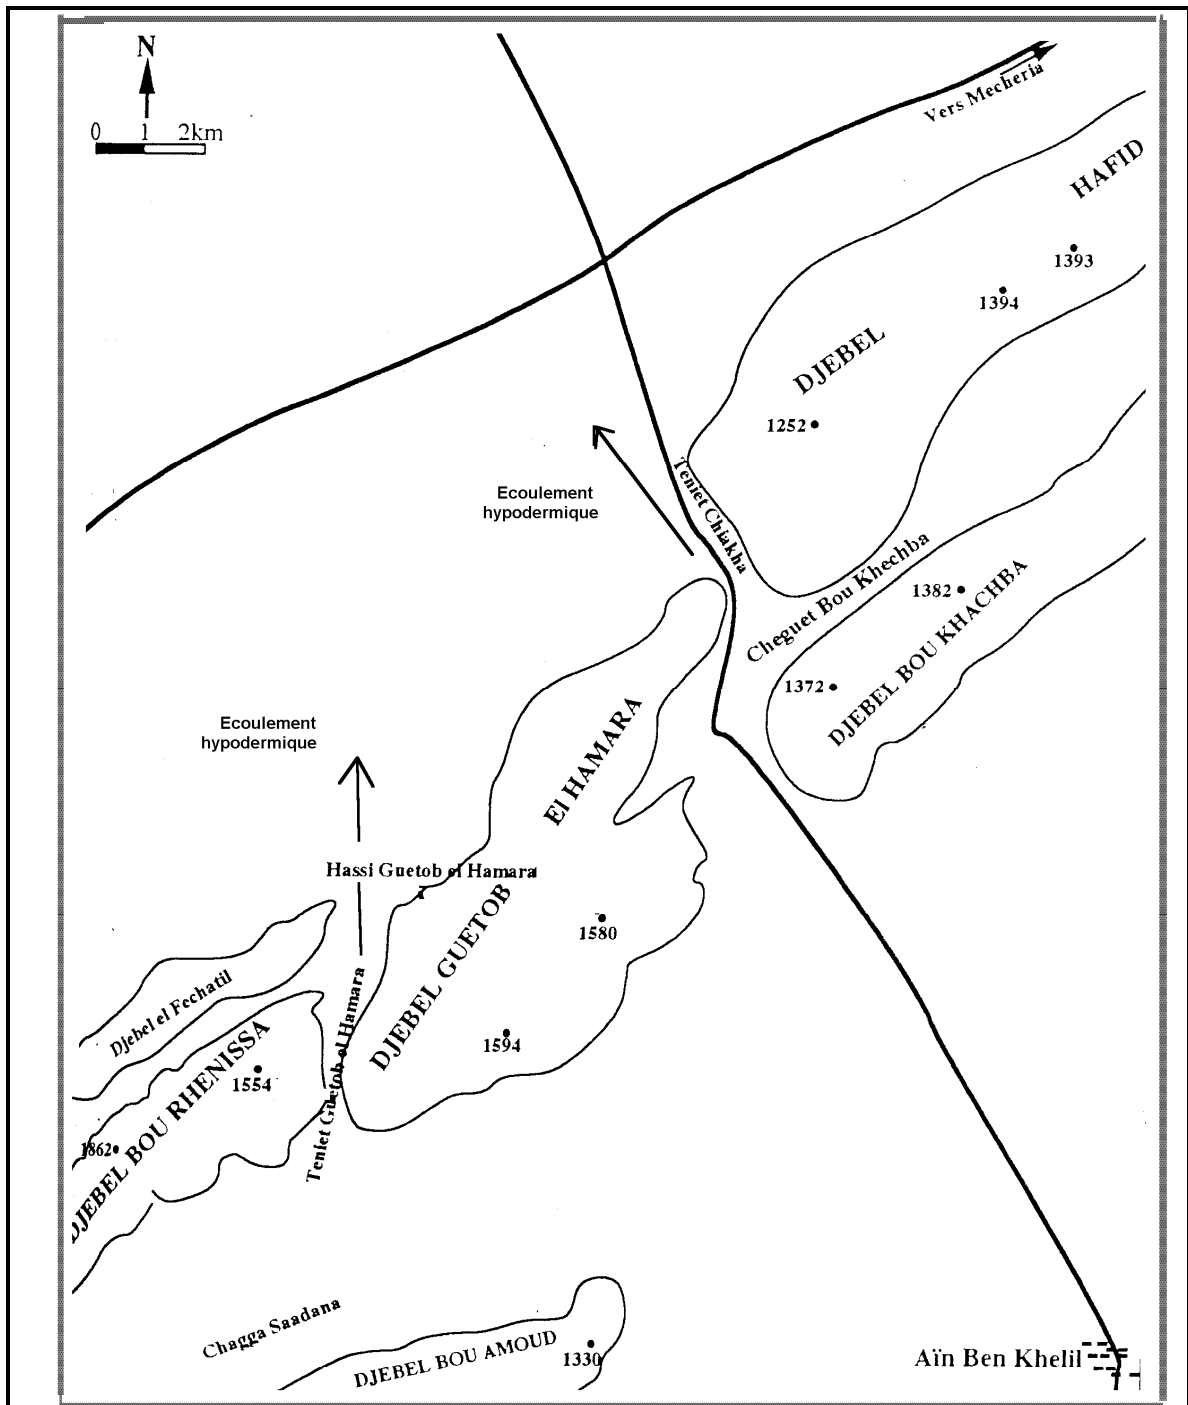 N
0 1 2km
Vers Mecheria
HAFID
1393
1394
DJEBEL
1252
Ecoulement
hypodermique
Teniet Chiakha
Cheguet Bou Khechba
1382
DJEBEL BOU KHACHBA
1372
Ecoulement
hypodermique
El HAMARA
Hassi Guetob el Hamara
DJEBEL GUETOB
1580
Djebel el Fechatil
Teniet Guetob el Hamara
1594
DJEBEL BOU RHENISSA
1554
1862
Chagga Saadana
DJEBEL BOU AMOUD
1330
Aïn Ben Khelil